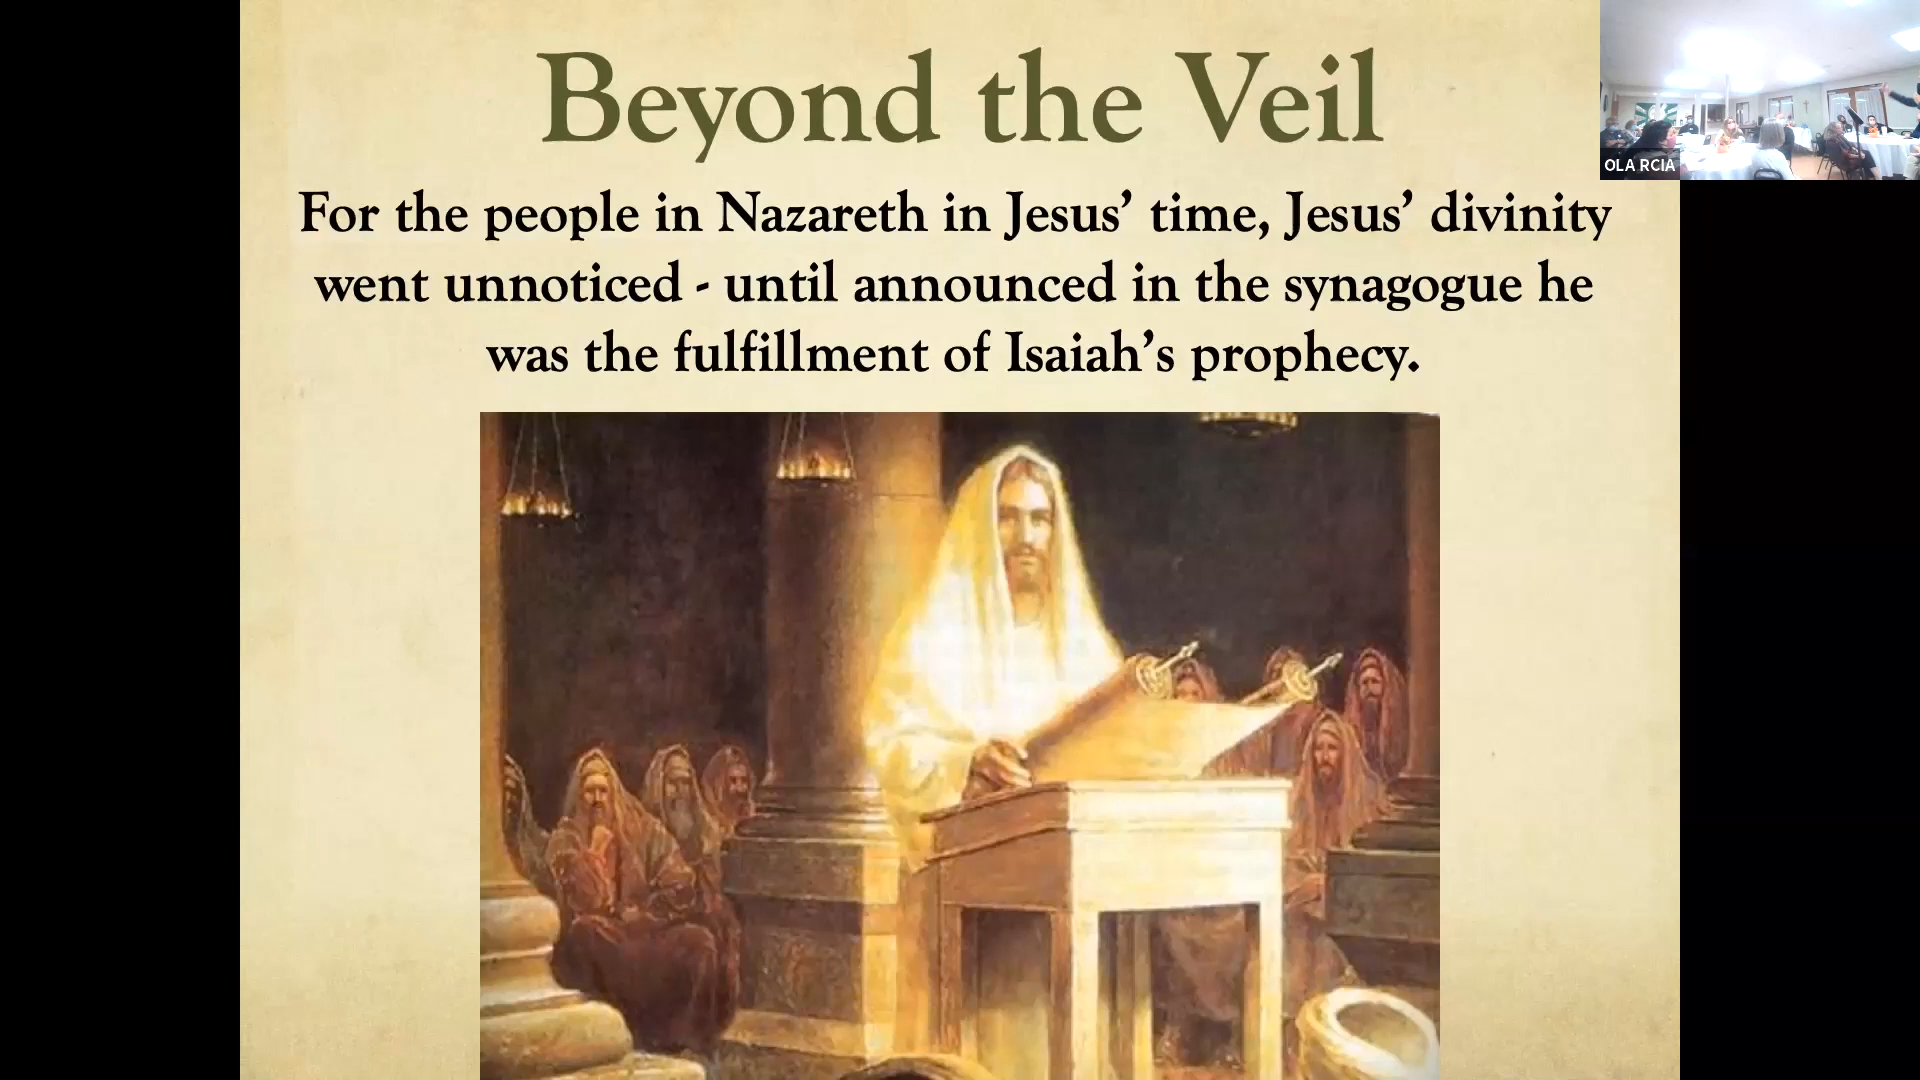 Beyond the Veil
For the people in Nazareth in Jesus’ time, Jesus’ divinity
went unnoticed - until announced in the synagogue he
was the fulfillment of Isaiah’s prophecy.
OLA RCIA